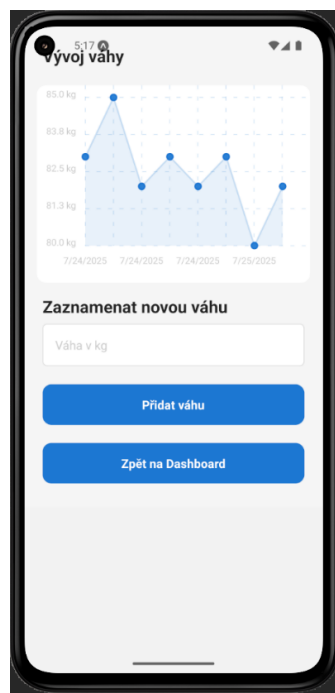 5:17
Vývoj váhy
85.0 kg
83.8 kg
82.5 kg
81.3 kg
80.0 kg
7/24/2025 7/24/2025 7/24/2025 7/25/2025
Zaznamenat novou váhu
Váha v kg
Přidat váhu
Zpět na Dashboard